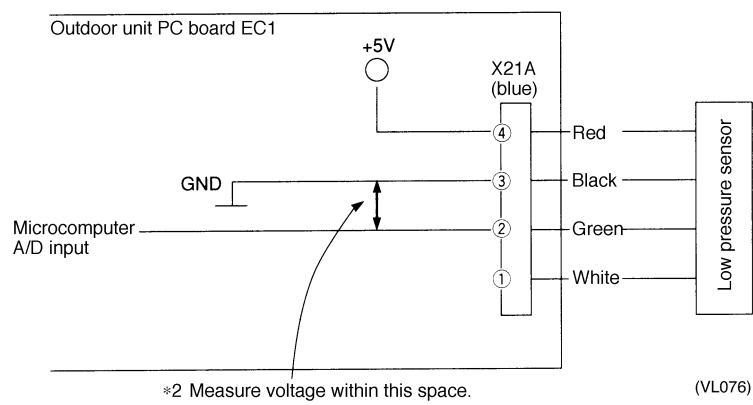 Outdoor unit PC board EC1
+5V
X21A
(blue)
4
Red
GND
3
Black
Microcomputer
A/D input
2
Green
1
White
Low pressure sensor
*2 Measure voltage within this space.
(VL076)